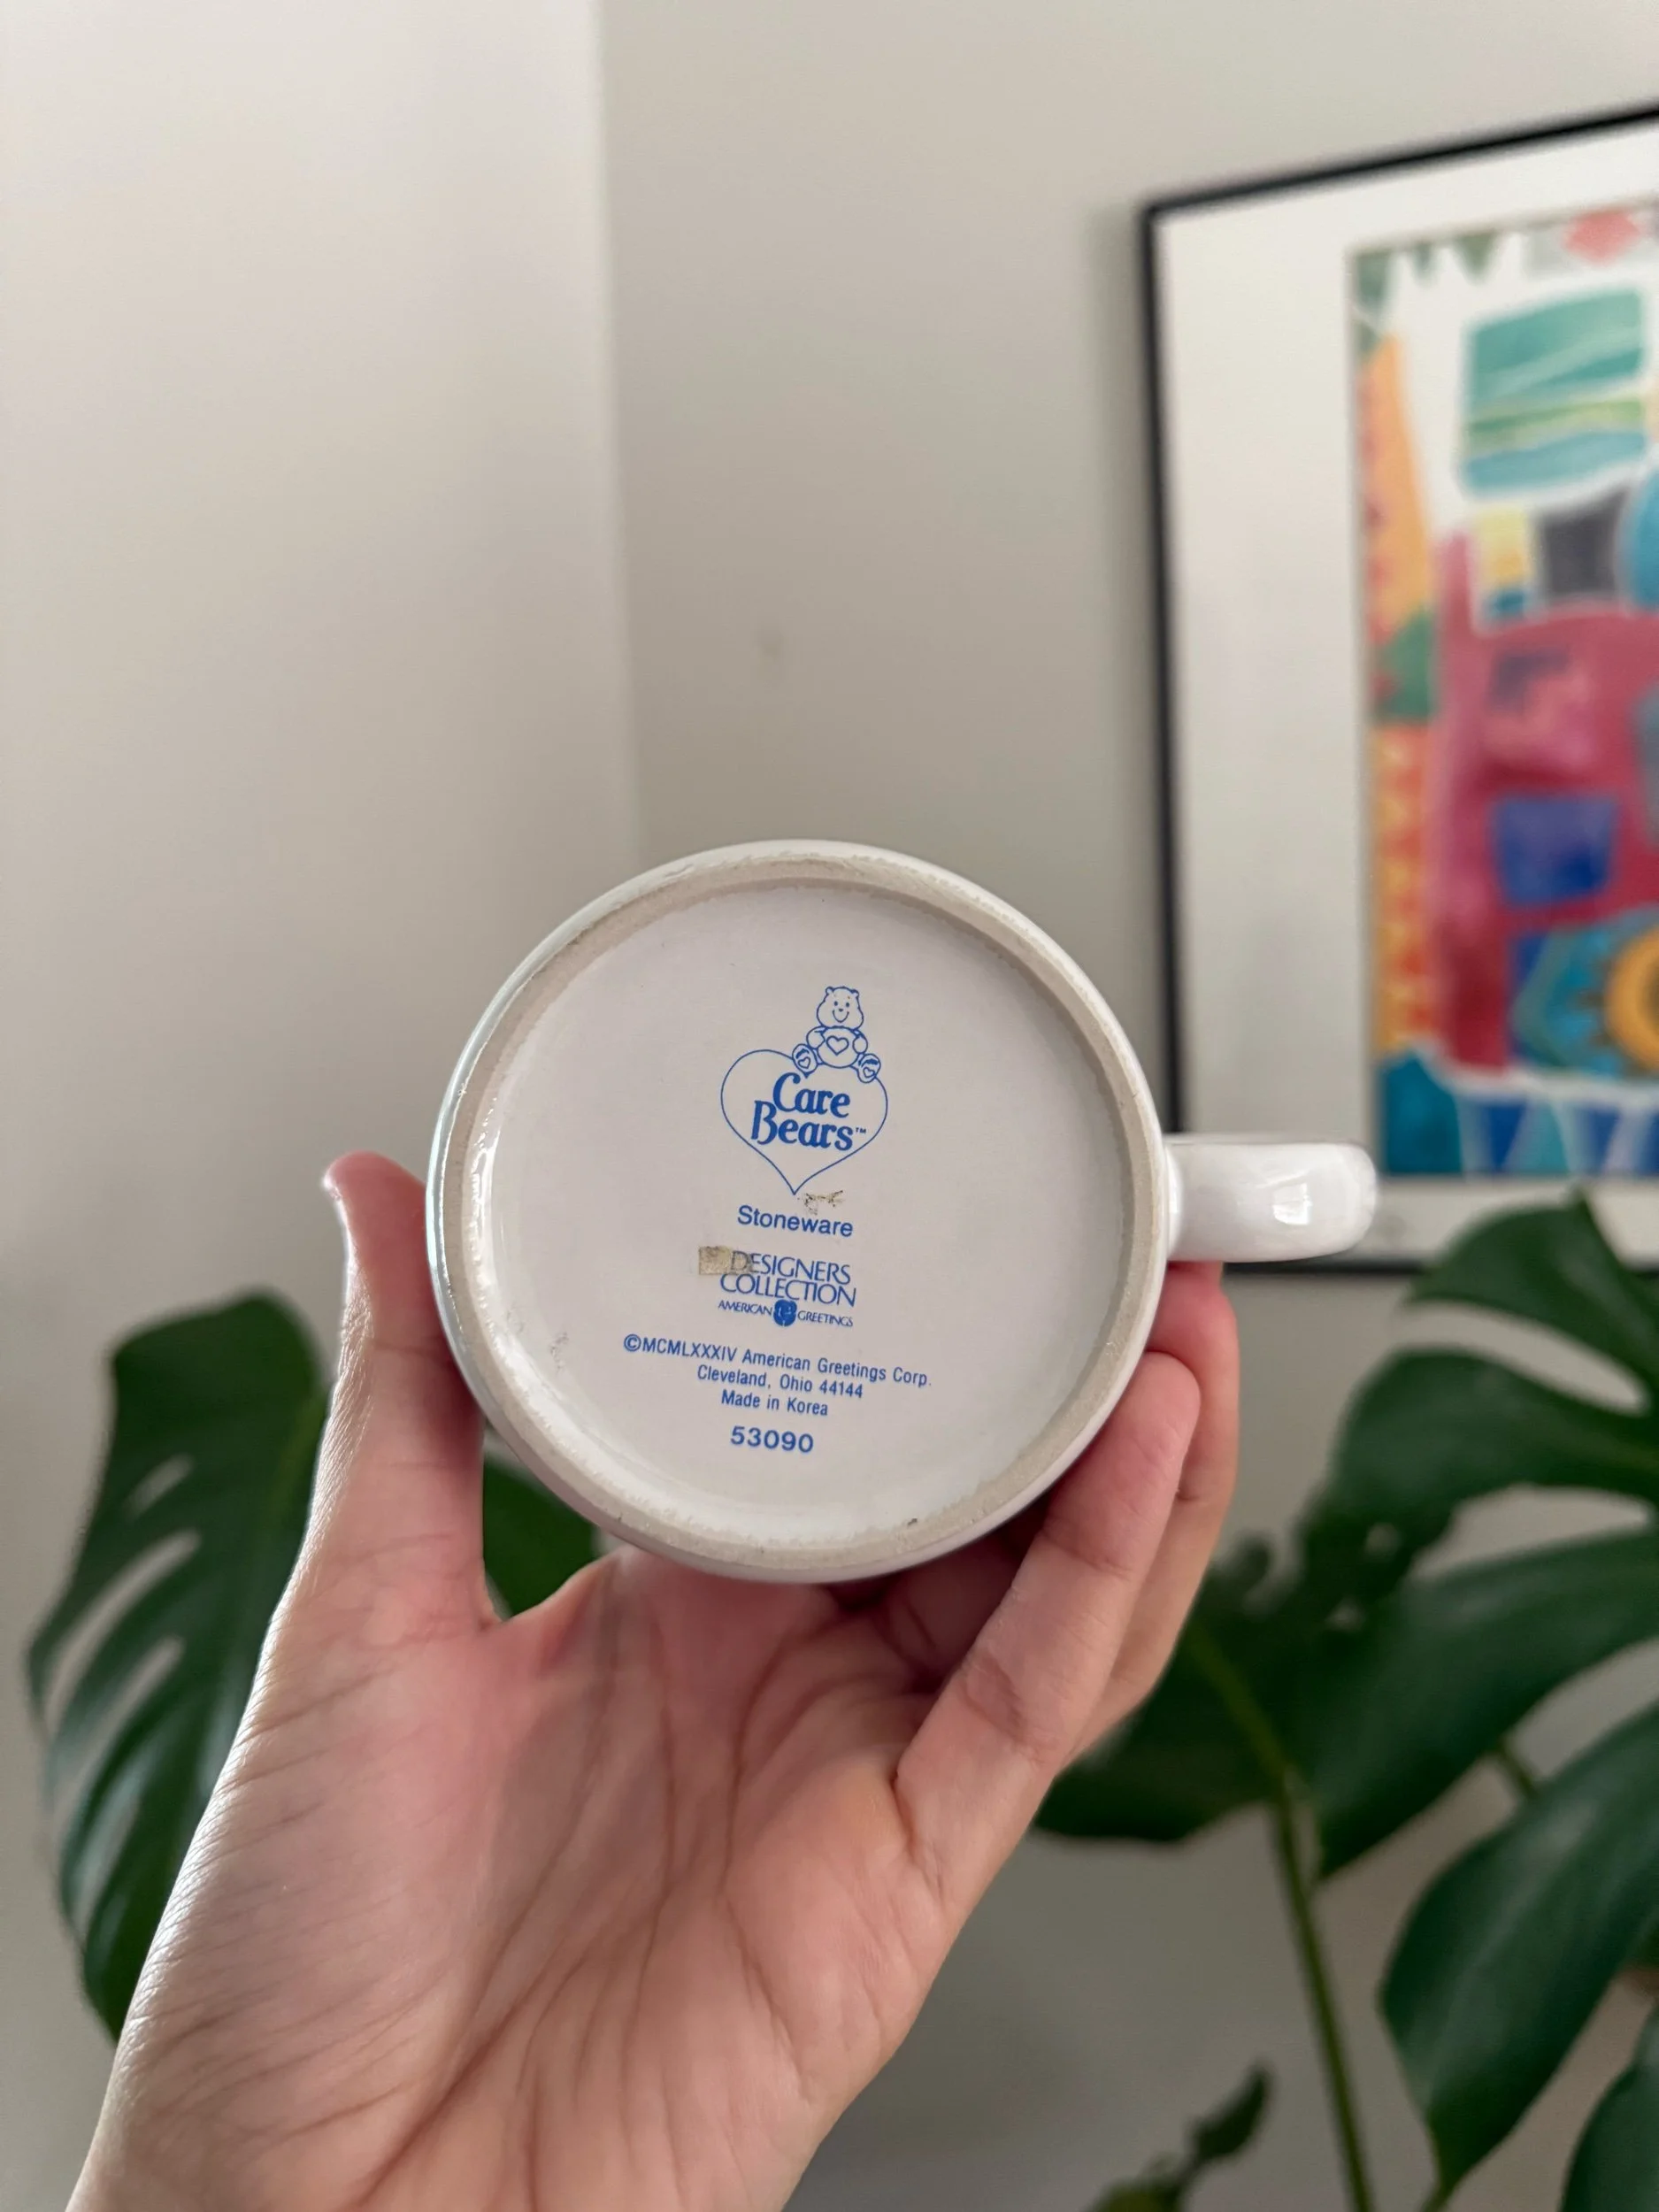 Care
Bears™
Stoneware
DESIGNERS
COLLECTION
AMERICAN GREETINGS
©MCMLXXXIV American Greetings Corp.
Cleveland, Ohio 44144
Made in Korea
53090